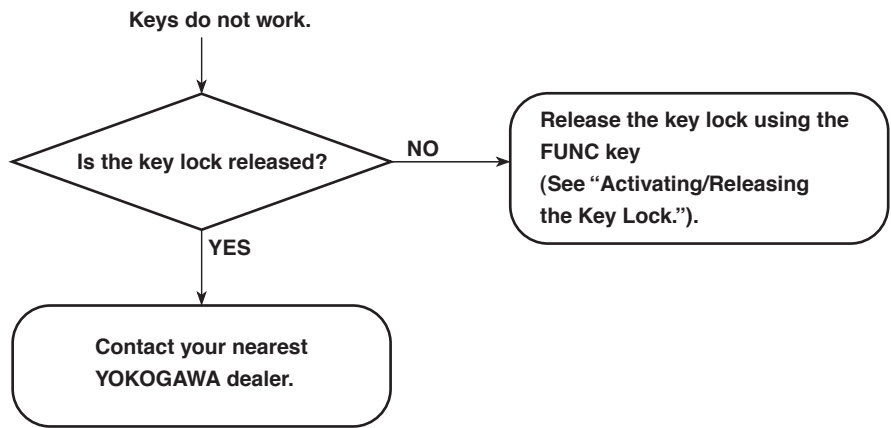 Keys do not work.
Is the key lock released?
NO
Release the key lock using the
FUNC key
(See “Activating/Releasing
the Key Lock.”).
YES
Contact your nearest
YOKOGAWA dealer.